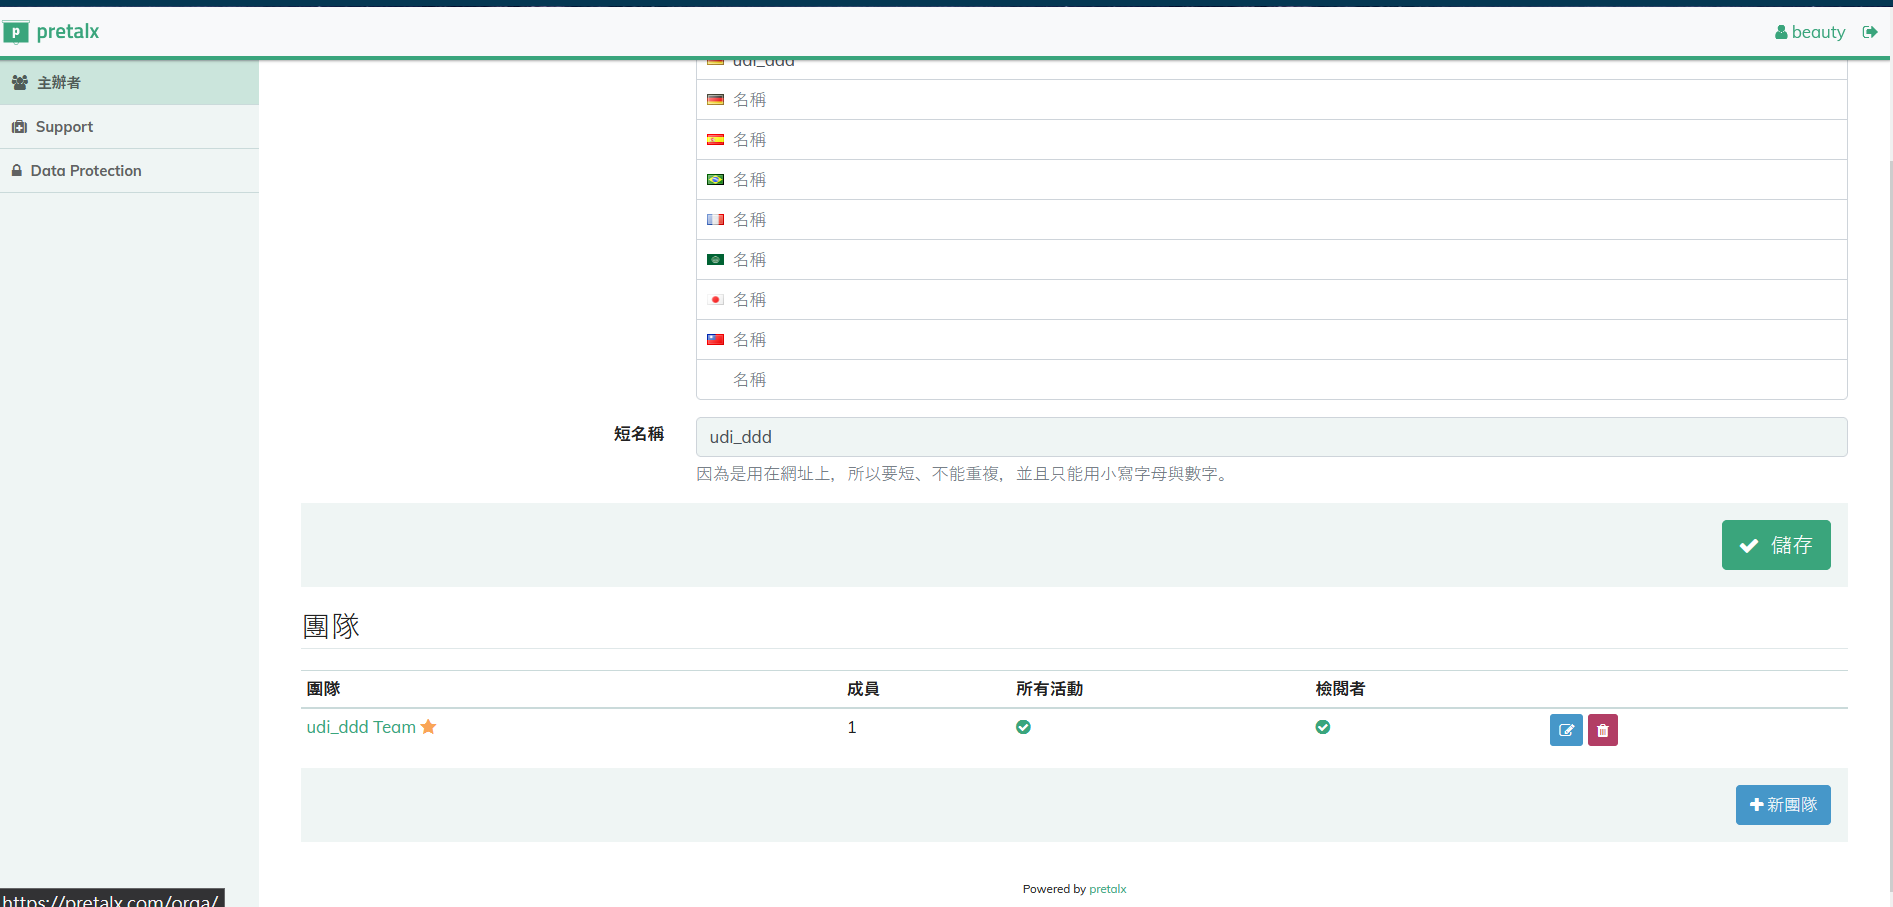 pretalx
beauty
主辦者
Support
Data Protection
udi_ddd
名稱
名稱
名稱
名稱
名稱
名稱
名稱
名稱
短名稱
udi_ddd
因為是用在網址上，所以要短、不能重複，並且只能用小寫字母與數字。
儲存
團隊
團隊 成員 所有活動 檢閱者
udi_ddd Team 1
新團隊
Powered by pretalx
https://pretalx.com/orga/